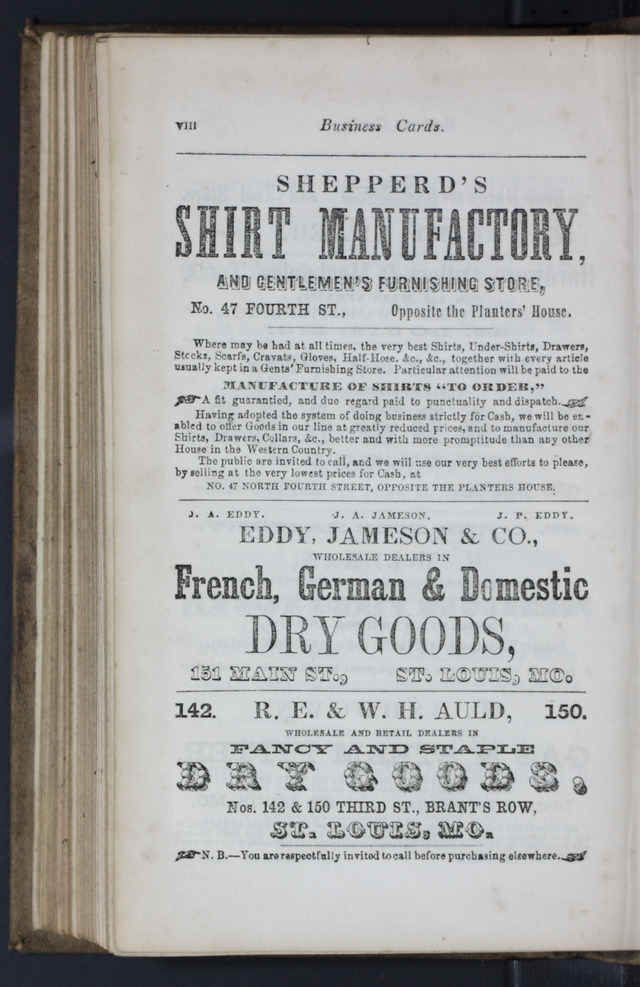 VIII Business Cards.
SHEPPERD'S
SHIRT MANUFACTORY,
AND GENTLEMEN'S FURNISHING STORE,
No. 47 FOURTH ST., Opposite the Planters' House.
Where may be had at all times, the very best Shirts, Under-Shirts, Drawers,
Stocks, Scarfs, Cravats, Gloves, Half-Hose, &c., &c., together with every article
usually kept in a Gents' Furnishing Store. Particular attention will be paid to the
MANUFACTURE OF SHIRTS "TO ORDER,"
A fit guarantied, and due regard paid to punctuality and dispatch.
Having adopted the system of doing business strictly for Cash, we will be en-
abled to offer Goods in our line at greatly reduced prices, and to manufacture our
Shirts, Drawers, Collars, &c., better and with more promptitude than any other
House in the Western Country.
The public are invited to call, and we will use our very best efforts to please,
by selling at the very lowest prices for Cash, at
NO. 47 NORTH FOURTH STREET, OPPOSITE THE PLANTERS HOUSE.
J. A. EDDY. J. A. JAMESON. J. P. EDDY.
EDDY, JAMESON & CO.,
WHOLESALE DEALERS IN
French, German & Domestic
DRY GOODS,
151 MAIN ST., ST. LOUIS, MO.
142. R. E. & W. H. AULD, 150.
WHOLESALE AND RETAIL DEALERS IN
FANCY AND STAPLE
DRY GOODS,
Nos. 142 & 150 THIRD ST., BRANT'S ROW,
ST. LOUIS, MO.
N. B.—You are respectfully invited to call before purchasing elsewhere.